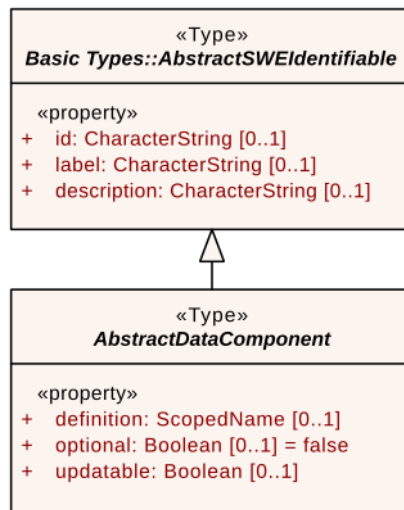 «Type»
Basic Types::AbstractSWEIdentifiable
«property»
+ id: CharacterString [0..1]
+ label: CharacterString [0..1]
+ description: CharacterString [0..1]
«Type»
AbstractDataComponent
«property»
+ definition: ScopedName [0..1]
+ optional: Boolean [0..1] = false
+ updatable: Boolean [0..1]